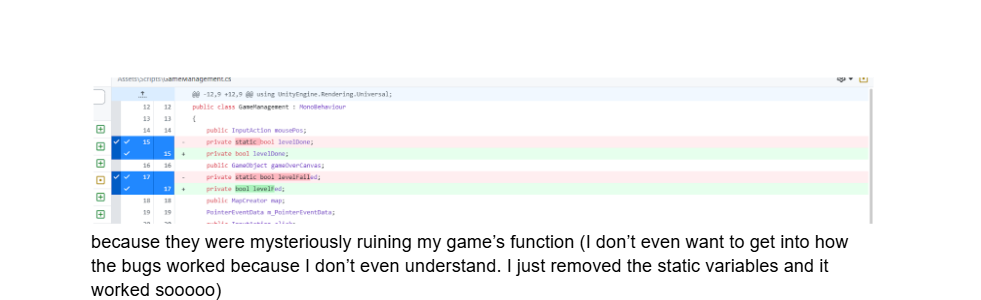 Assets\Scripts\GameManagement.cs
@@ -12,9 +12,9 @@ using UnityEngine.Rendering.Universal;
12 12 public class GameManagement : MonoBehaviour
13 13 {
14 14 public InputAction mousePos;
15 - private static bool levelDone;
15 + private bool levelDone;
16 16 public GameObject gameOverCanvas;
17 - private static bool levelFailed;
17 + private bool levelFed;
18 18 public MapCreator map;
19 19 PointerEventData m_PointerEventData;
because they were mysteriously ruining my game’s function (I don’t even want to get into how
the bugs worked because I don’t even understand. I just removed the static variables and it
worked sooooo)